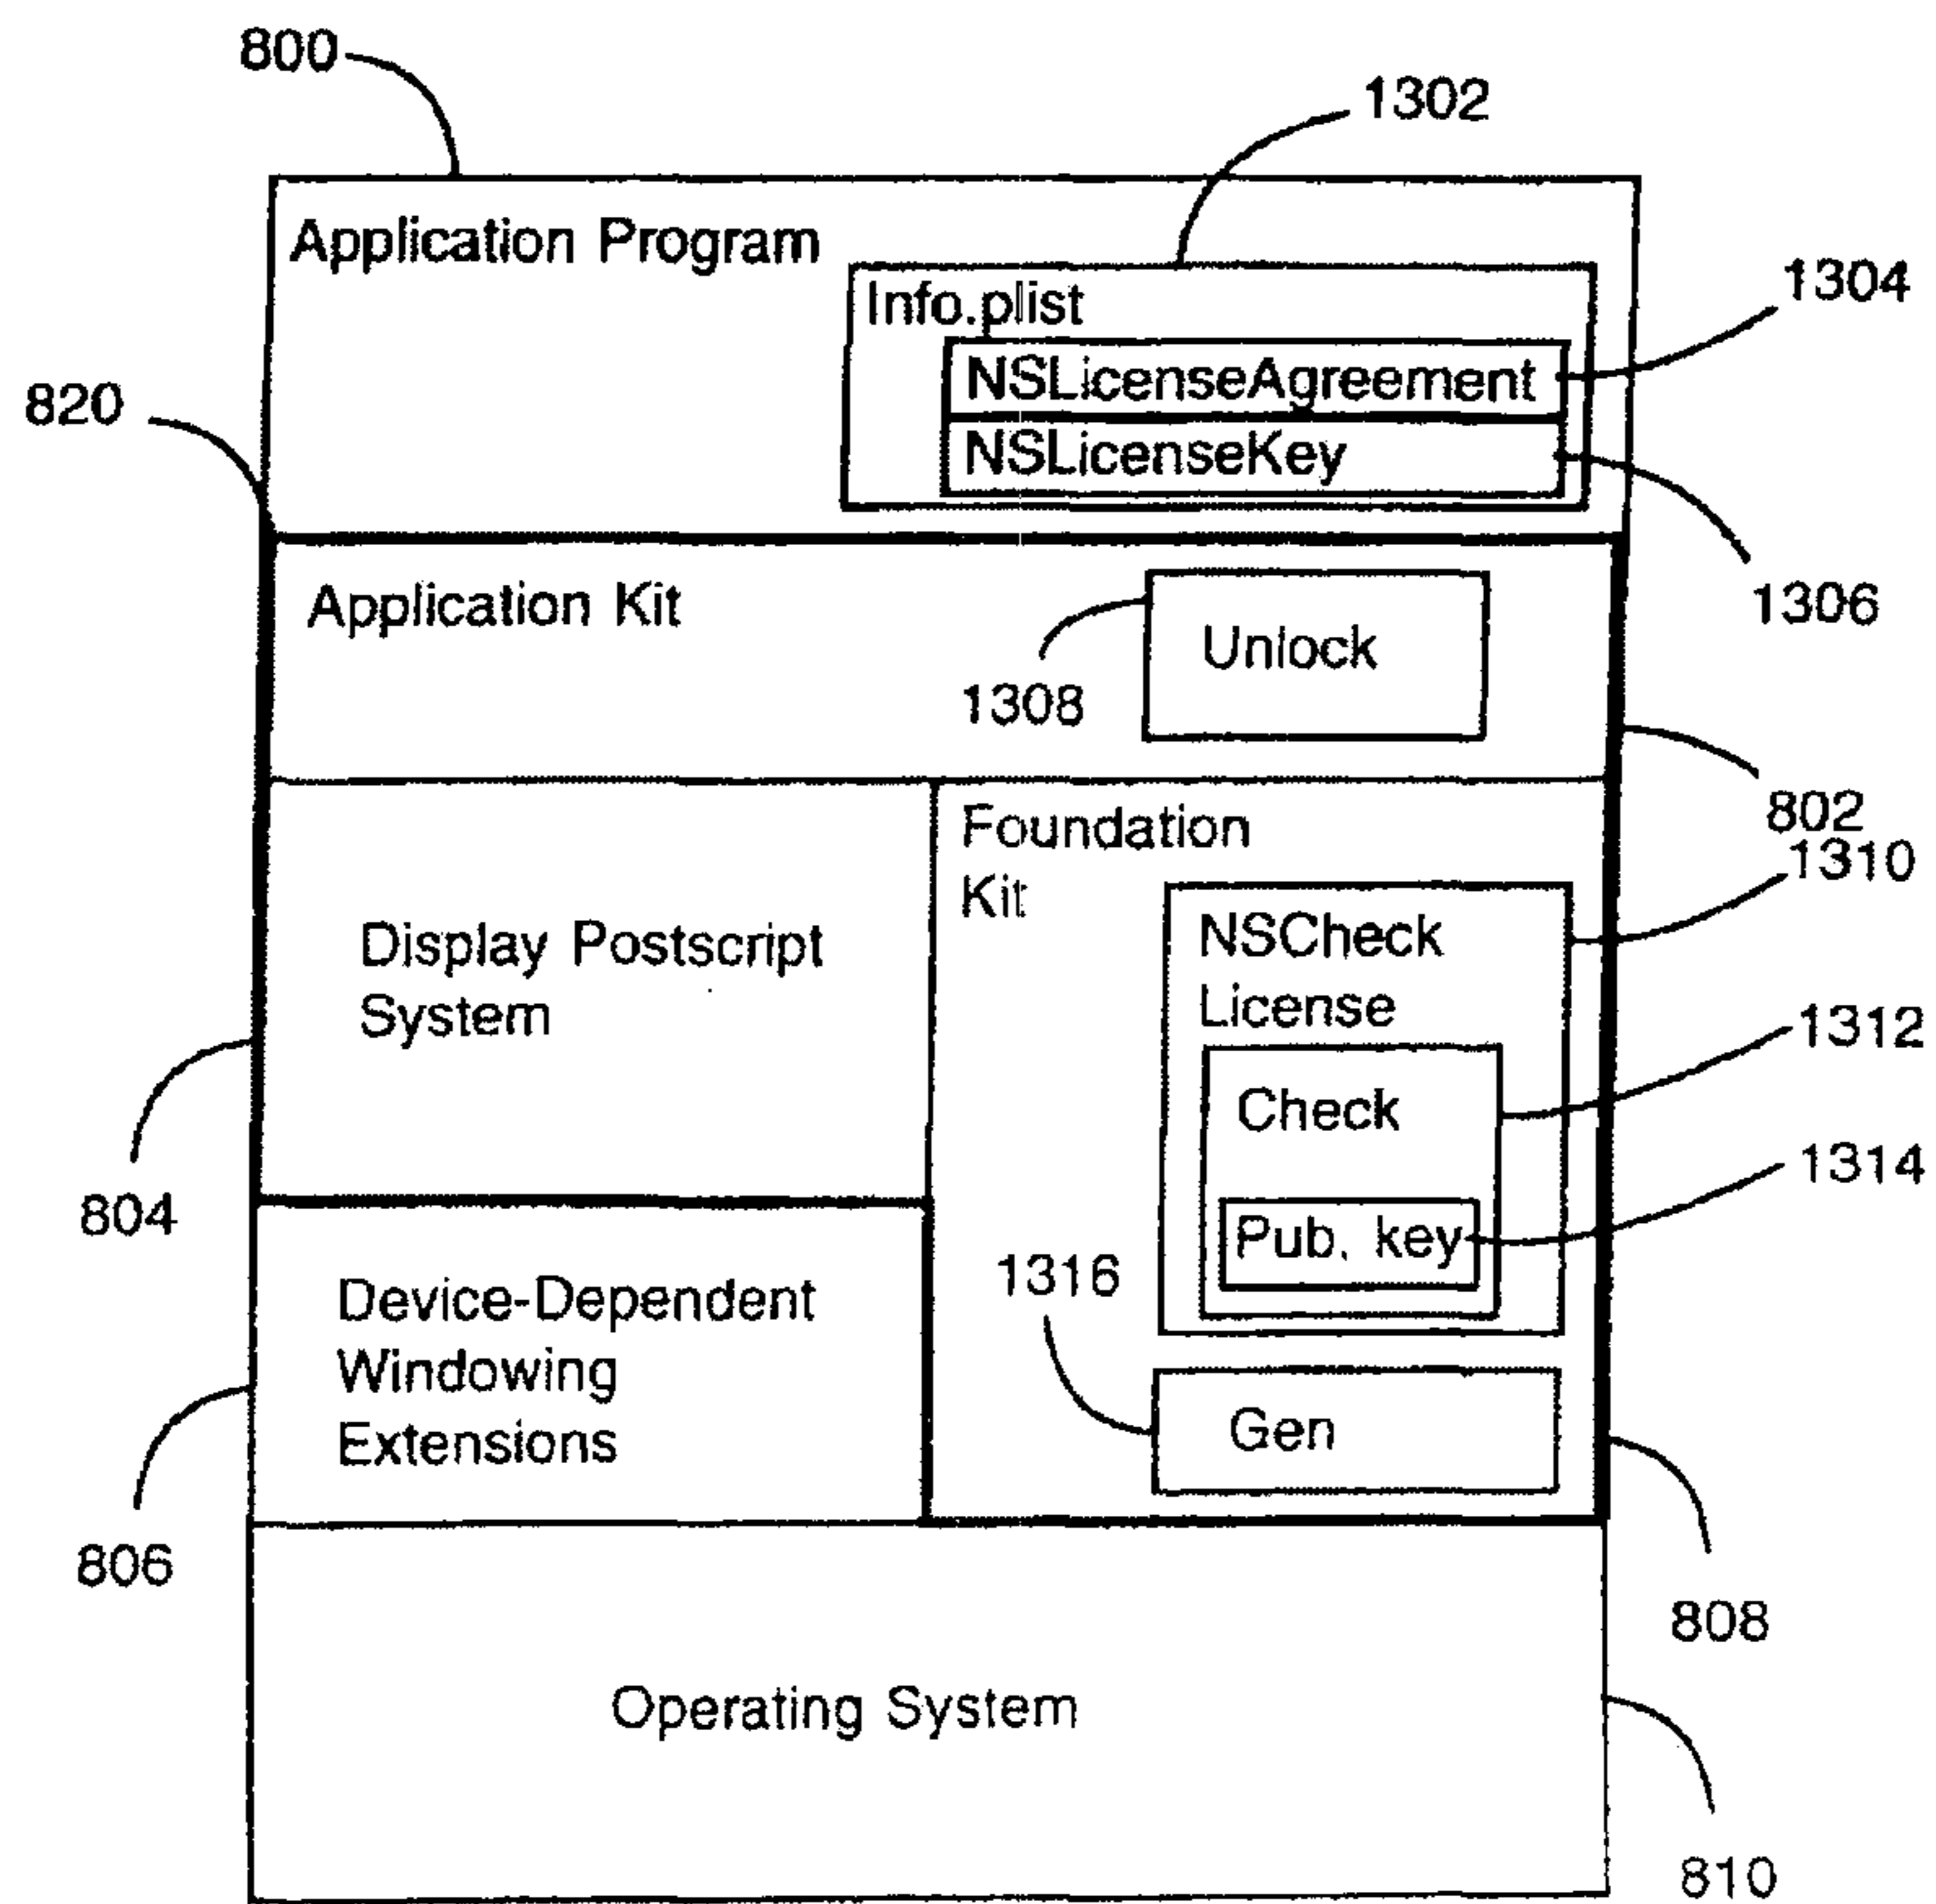 800
1302
Application Program
Info.plist
1304
NSLicenseAgreement
820
NSLicenseKey
1306
Application Kit
Unlock
1308
802
Foundation
Kit
1310
Display Postscript
System
NSCheck
License
1312
Check
1314
804
Pub. key
1316
Device-Dependent
Windowing
Extensions
Gen
806
808
Operating System
810